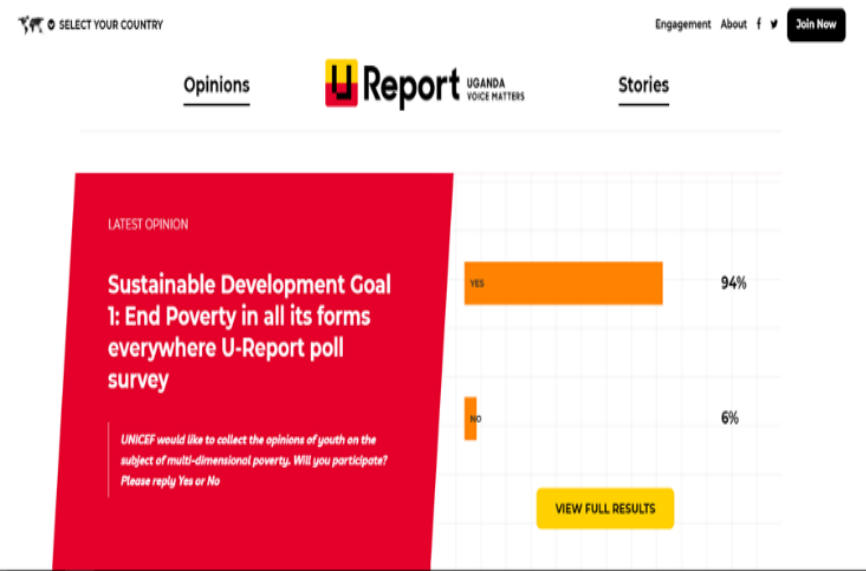 SELECT YOUR COUNTRY
Engagement About
Join Now
Opinions
U Report UGANDA
VOICE MATTERS
Stories
LATEST OPINION
Sustainable Development Goal
1: End Poverty in all its forms
everywhere U-Report poll
survey
UNICEF would like to collect the opinions of youth on the
subject of multi-dimensional poverty. Will you participate?
Please reply Yes or No
YES 94%
NO 6%
VIEW FULL RESULTS